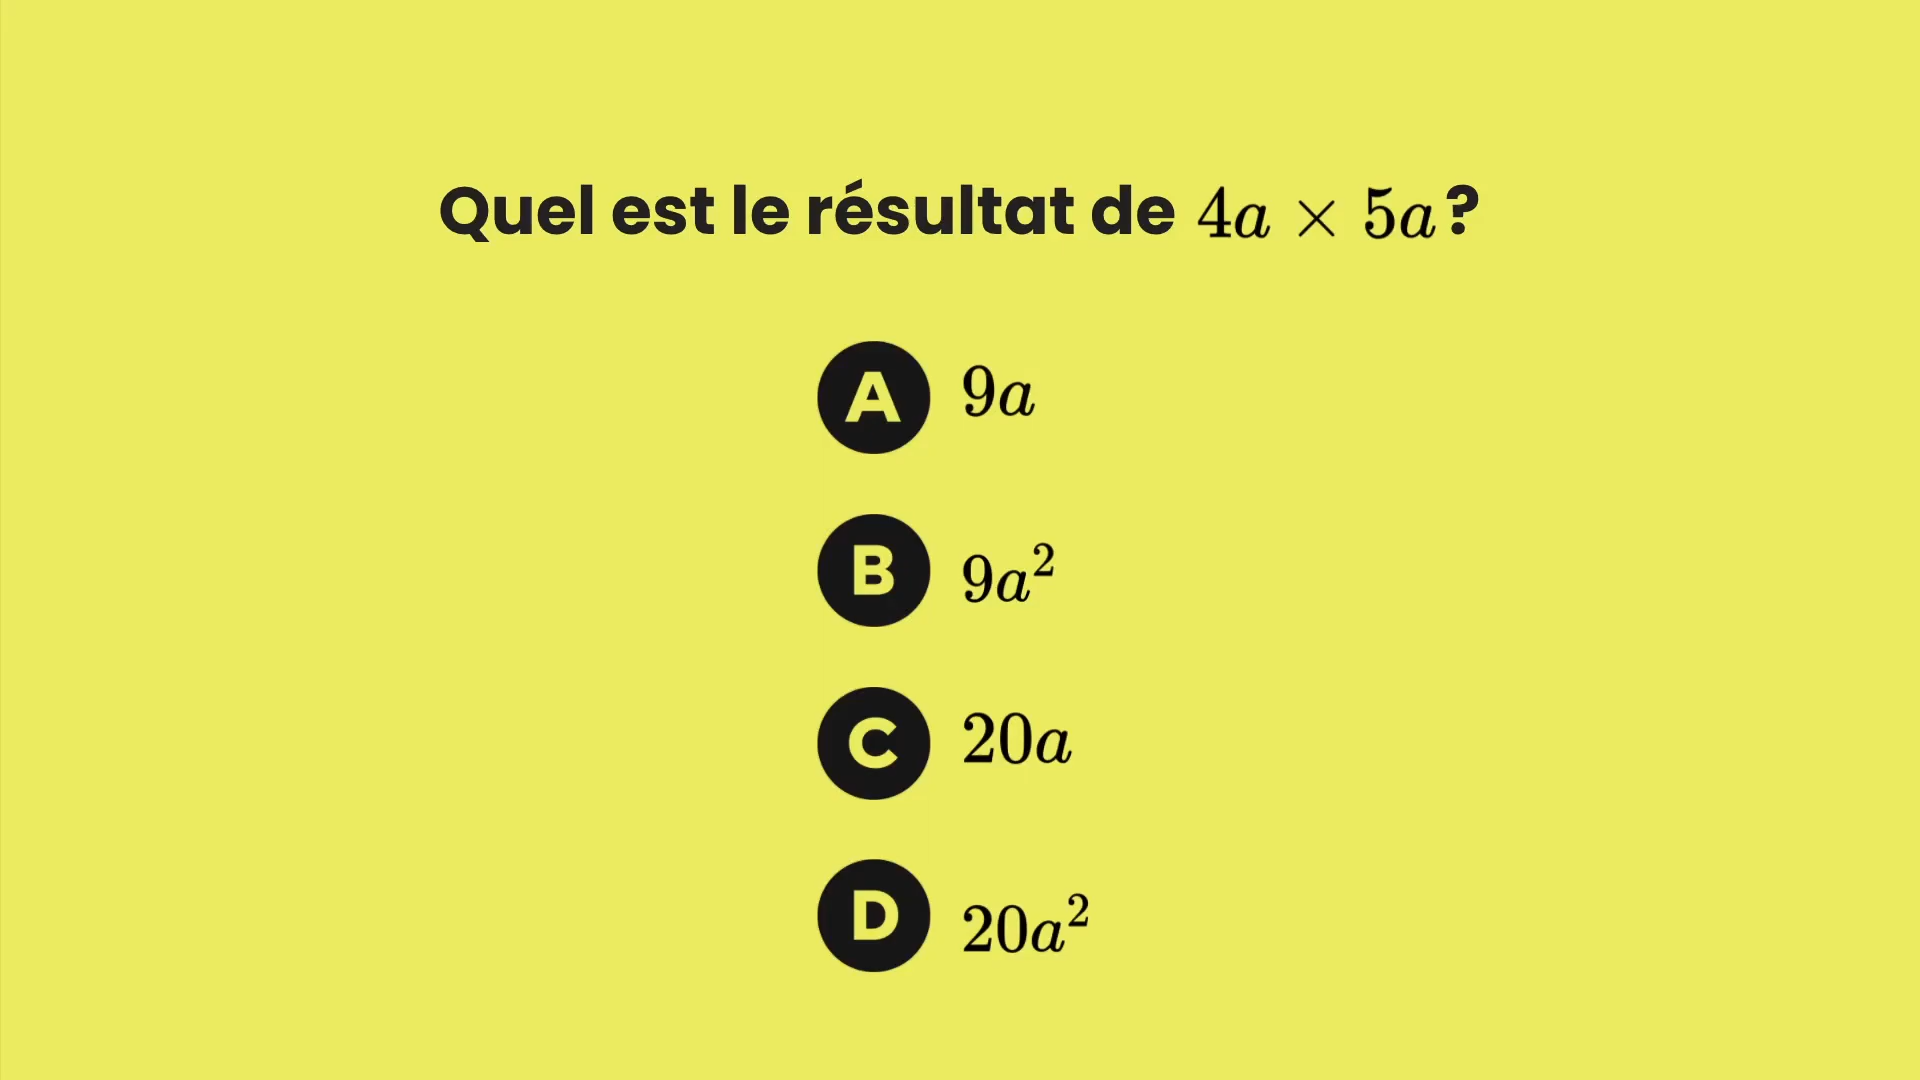 Quel est le résultat de 4a × 5a ?
A 9a
B 9a²
C 20a
D 20a²